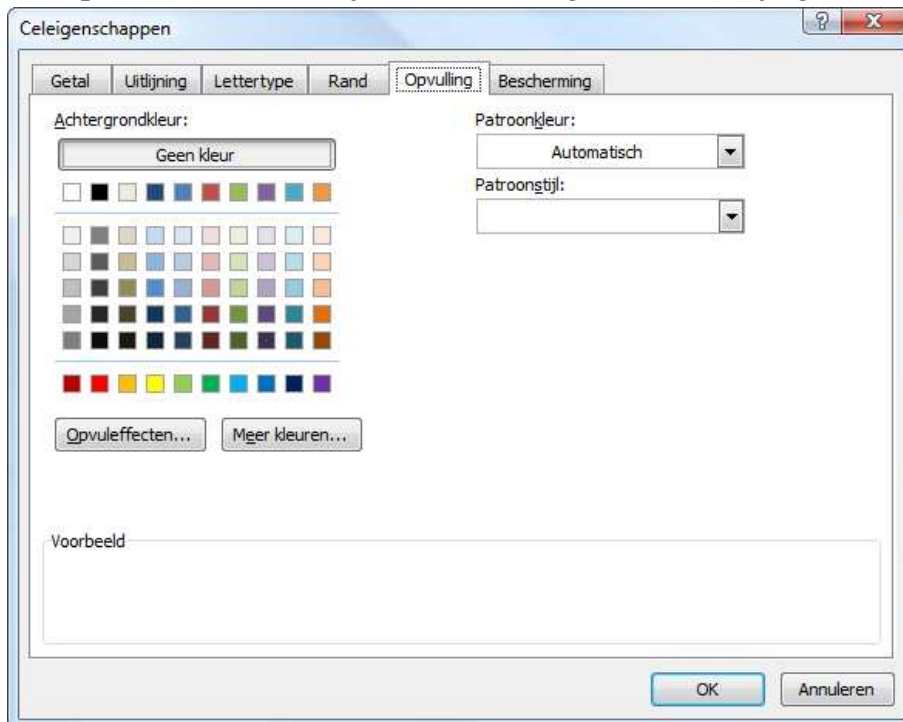 Celeigenschappen
Getal Uitlijning Lettertype Rand Opvulling Bescherming
Achtergrondkleur:
Geen kleur
Patroonkleur:
Automatisch
Patroonstijl:
Opvuleffecten... Meer kleuren...
Voorbeeld
OK Annuleren